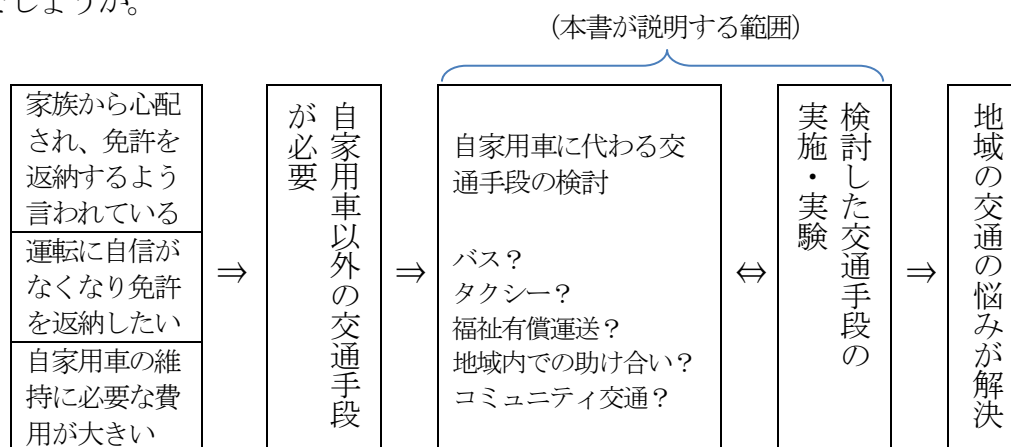 でしょうか。
（本書が説明する範囲）
家族から心配
され、免許を
返納するよう
言われている
運転に自信が
なくなり免許
を返納したい
自家用車の維
持に必要な費
用が大きい
⇒
自家用車以外の交通手段
が必要
⇒
自家用車に代わる交
通手段の検討
バス？
タクシー？
福祉有償運送？
地域内での助け合い？
コミュニティ交通？
⇔
検討した交通手段の
実施・実験
⇒
地域の交通の悩みが解決